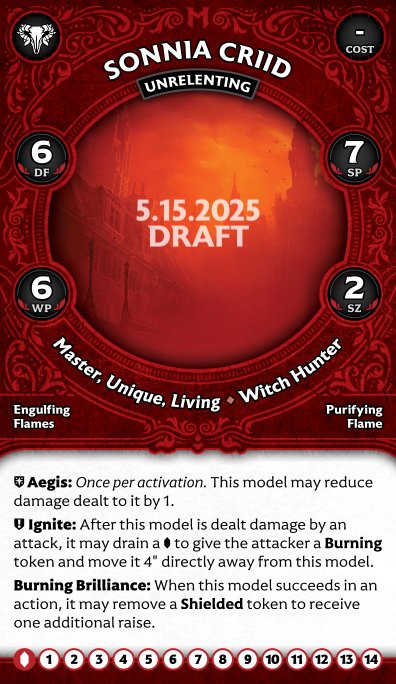 SONNIA CRIID
UNRELENTING
-
COST
6
DF
7
SP
5.15.2025
DRAFT
6
WP
2
SZ
Master, Unique, Living ♦ Witch Hunter
Engulfing
Flames
Purifying
Flame
Aegis: Once per activation. This model may reduce
damage dealt to it by 1.
Ignite: After this model is dealt damage by an
attack, it may drain a to give the attacker a Burning
token and move it 4" directly away from this model.
Burning Brilliance: When this model succeeds in an
action, it may remove a Shielded token to receive
one additional raise.
1 2 3 4 5 6 7 8 9 10 11 12 13 14